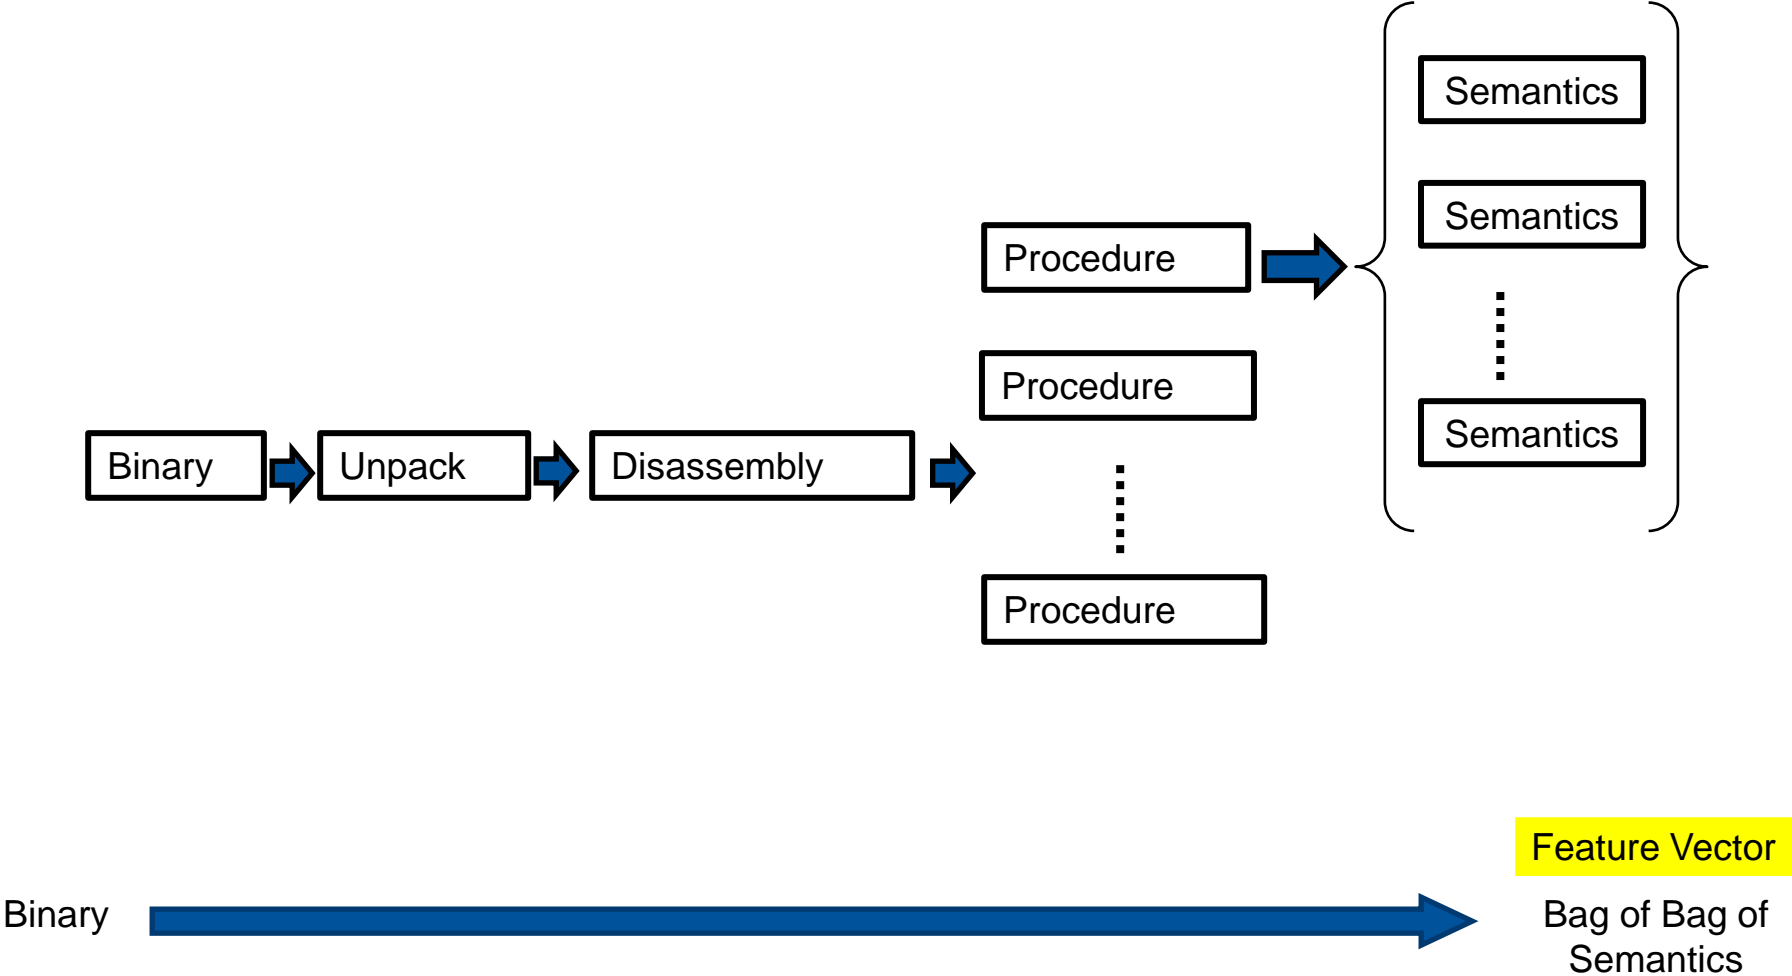 Semantics
Semantics
Procedure
Procedure
Semantics
Binary
Unpack
Disassembly
Procedure
Feature Vector
Binary
Bag of Bag of
Semantics